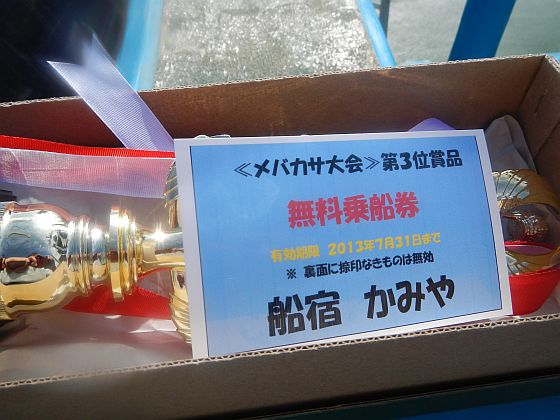 ≪メバカサ大会≫第3位賞品
無料乗船券
有効期限 2013年7月31日まで
※ 裏面に捺印なきものは無効
船宿 かみや